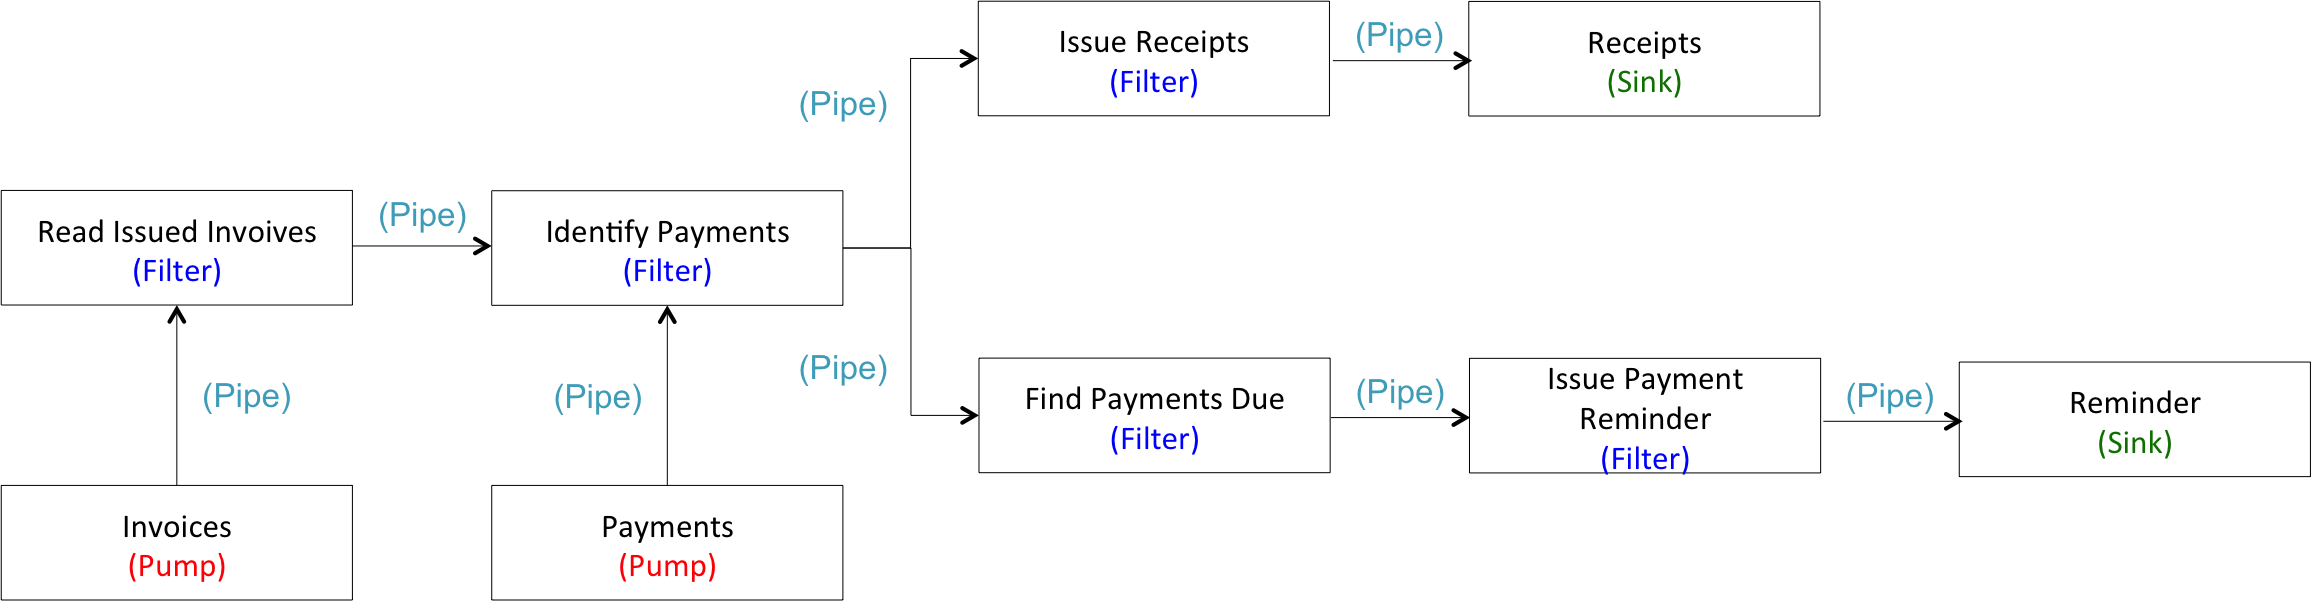 Issue Receipts
(Filter)
(Pipe)
Receipts
(Sink)
(Pipe)
Read Issued Invoives
(Filter)
(Pipe)
Identify Payments
(Filter)
(Pipe)
(Pipe)
(Pipe)
Find Payments Due
(Filter)
(Pipe)
Issue Payment
Reminder
(Filter)
(Pipe)
Reminder
(Sink)
Invoices
(Pump)
Payments
(Pump)